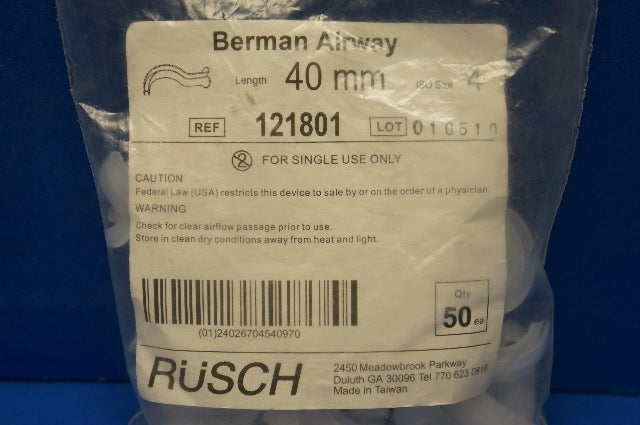 Berman Airway
Length 40 mm ISO Size 4
REF 121801 LOT 010510
2 FOR SINGLE USE ONLY
CAUTION
Federal Law (USA) restricts this device to sale by or on the order of a physician.
WARNING
Check for clear airflow passage prior to use.
Store in clean dry conditions away from heat and light.
Qty
50 ea
(01)24026704540970
RÜSCH
2450 Meadowbrook Parkway
Duluth GA 30096 Tel 770 623 0816
Made in Taiwan